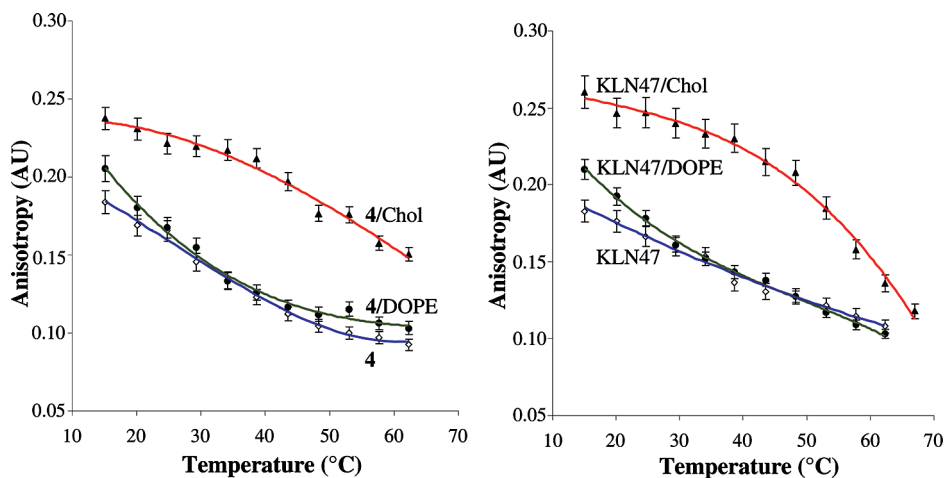 0.30
0.25
0.20
0.15
0.10
0.05
Anisotropy (AU)
4/Chol
4/DOPE
4
10 20 30 40 50 60 70
Temperature (°C)
0.30
0.25
0.20
0.15
0.10
0.05
Anisotropy (AU)
KLN47/Chol
KLN47/DOPE
KLN47
10 20 30 40 50 60 70
Temperature (°C)